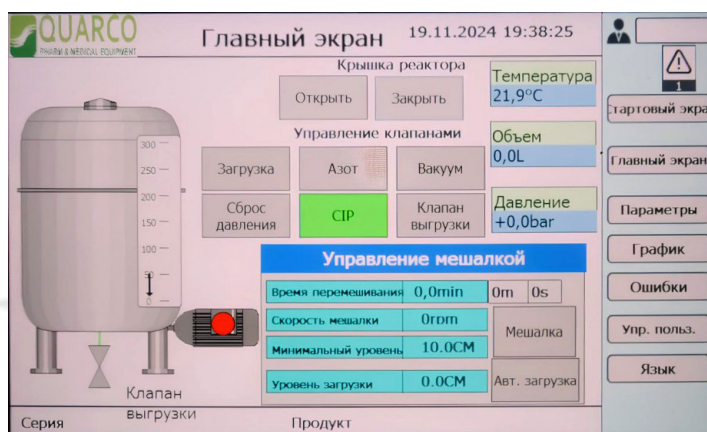 QUARCO
PHARM & MEDICAL EQUIPMENT
Главный экран
19.11.2024 19:38:25
1
Крышка реактора
Открыть
Закрыть
Температура
21,9°C
Стартовый экра
Управление клапанами
Объем
0,0L
Главный экран
Загрузка
Азот
Вакуум
Сброс
давления
CIP
Клапан
выгрузки
Давление
+0,0bar
Параметры
График
Ошибки
Упр. польз.
Язык
300
250
200
150
100
50
0
Управление мешалкой
Время перемешивания 0,0min 0m 0s
Скорость мешалки 0rpm
Мешалка
Минимальный уровень 10.0CM
Уровень загрузки 0.0CM
Авт. загрузка
Клапан
выгрузки
Серия
Продукт